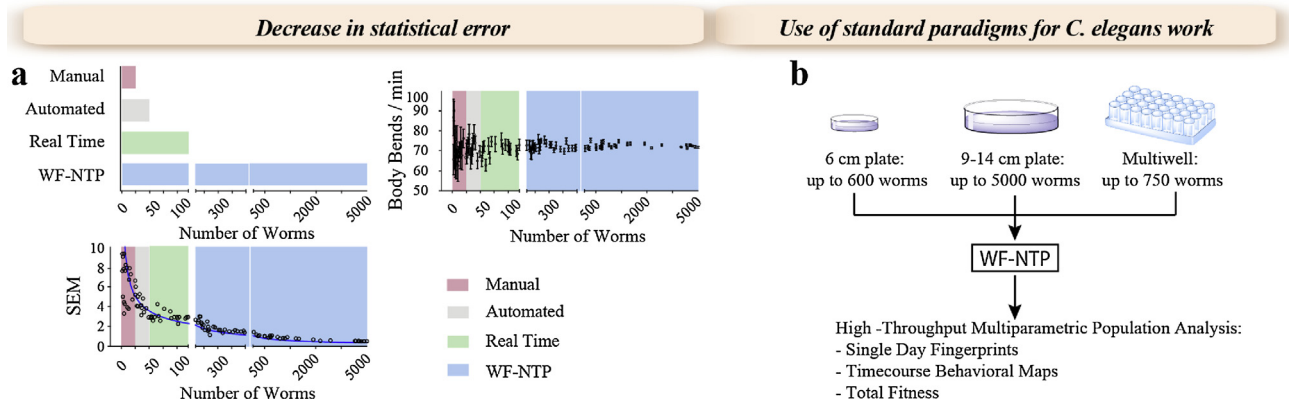 Decrease in statistical error
Use of standard paradigms for C. elegans work
a
Manual
Automated
Real Time
WF-NTP
0
50
100
300
500
2000
5000
Number of Worms
Body Bends / min
100
90
80
70
60
50
0
50
100
300
500
2000
5000
Number of Worms
SEM
10
8
6
4
2
0
0
50
100
300
500
2000
5000
Number of Worms
Manual
Automated
Real Time
WF-NTP
b
6 cm plate:
up to 600 worms
9-14 cm plate:
up to 5000 worms
Multiwell:
up to 750 worms
WF-NTP
High -Throughput Multiparametric Population Analysis:
- Single Day Fingerprints
- Timecourse Behavioral Maps
- Total Fitness